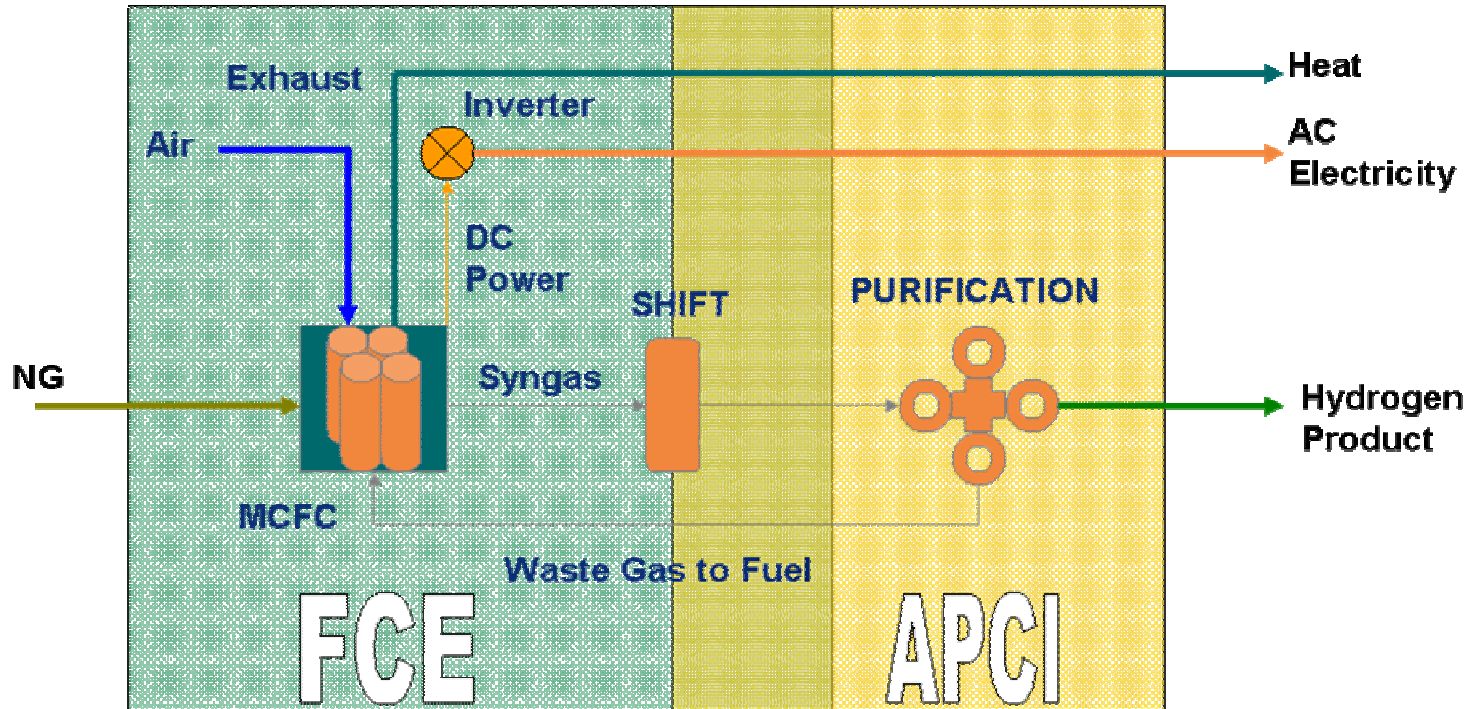 Exhaust
Heat
Inverter
Air
AC
Electricity
DC
Power
SHIFT
PURIFICATION
NG
Syngas
Hydrogen
Product
MCFC
Waste Gas to Fuel
FCE
APCI